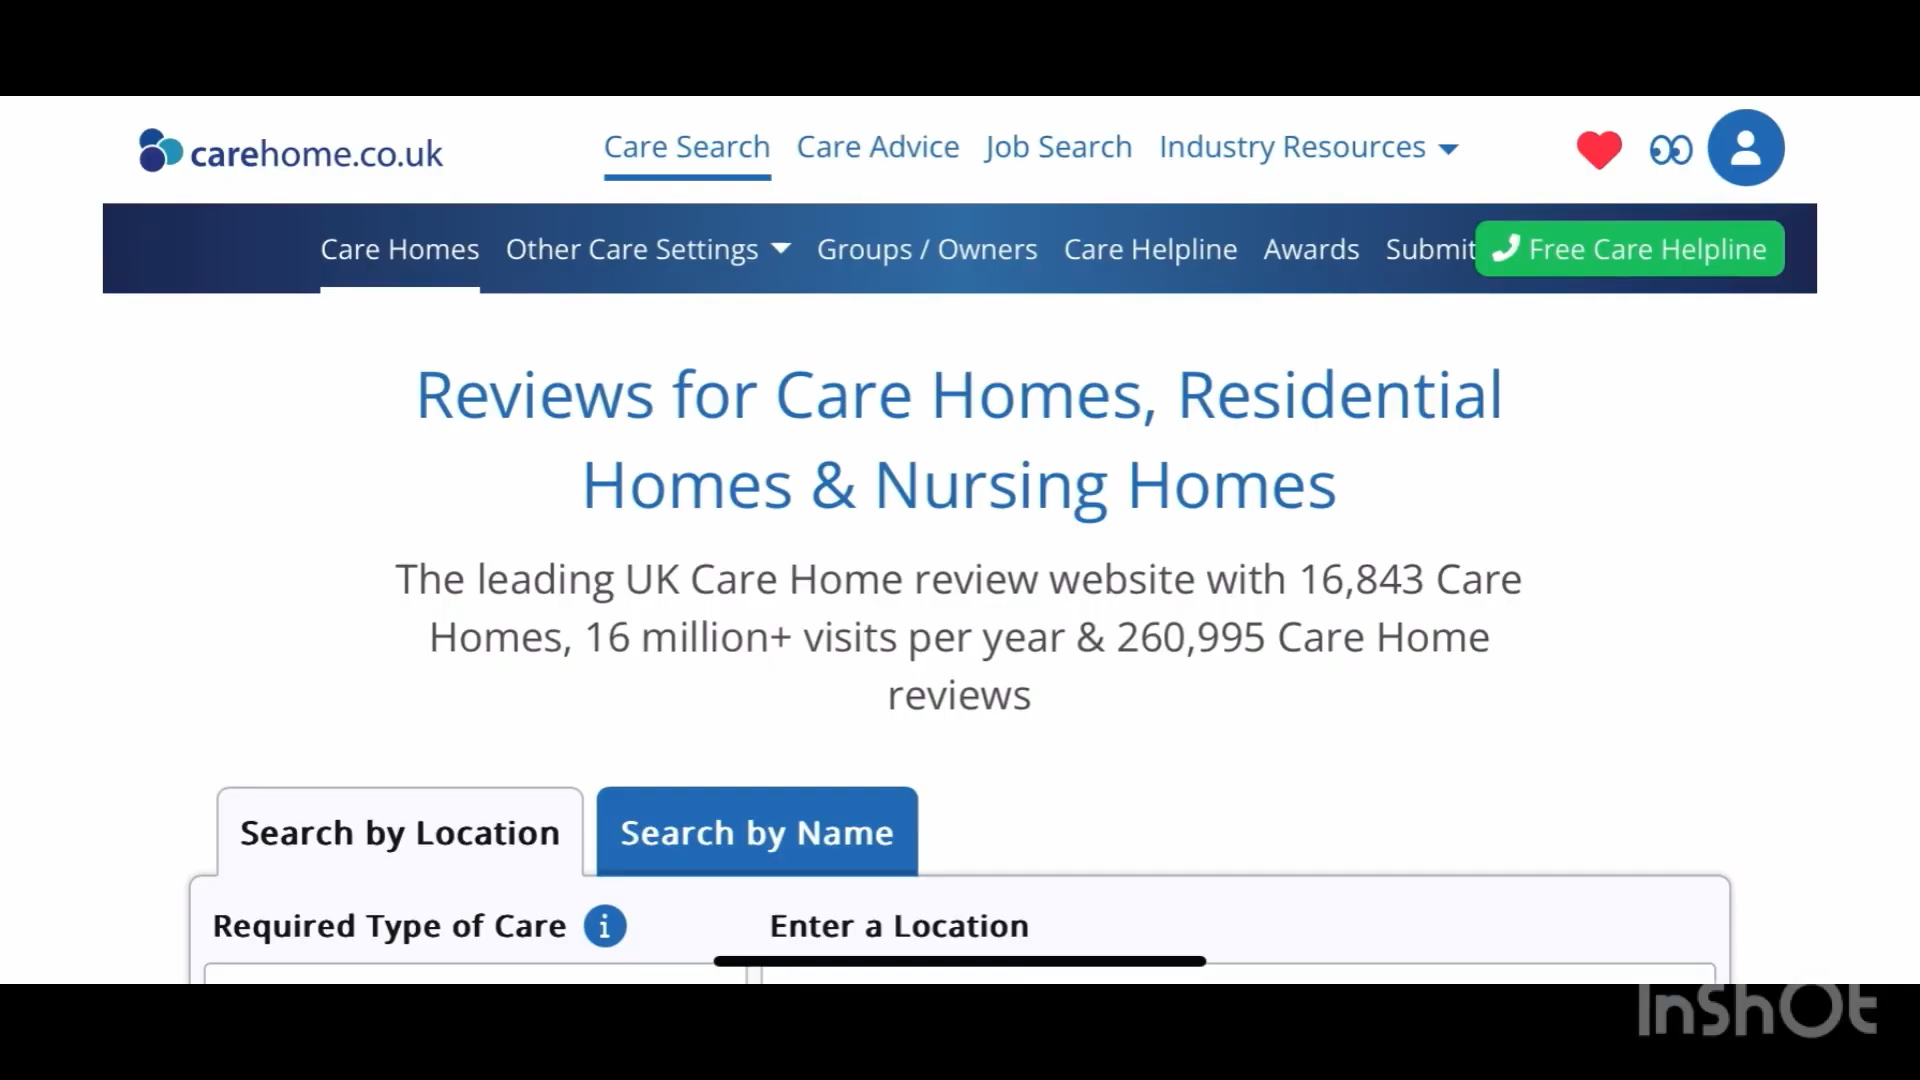 carehome.co.uk
Care Search Care Advice Job Search Industry Resources
Care Homes Other Care Settings Groups / Owners Care Helpline Awards Submit Free Care Helpline
Reviews for Care Homes, Residential
Homes & Nursing Homes
The leading UK Care Home review website with 16,843 Care
Homes, 16 million+ visits per year & 260,995 Care Home
reviews
Search by Location Search by Name
Required Type of Care i Enter a Location
InShOt